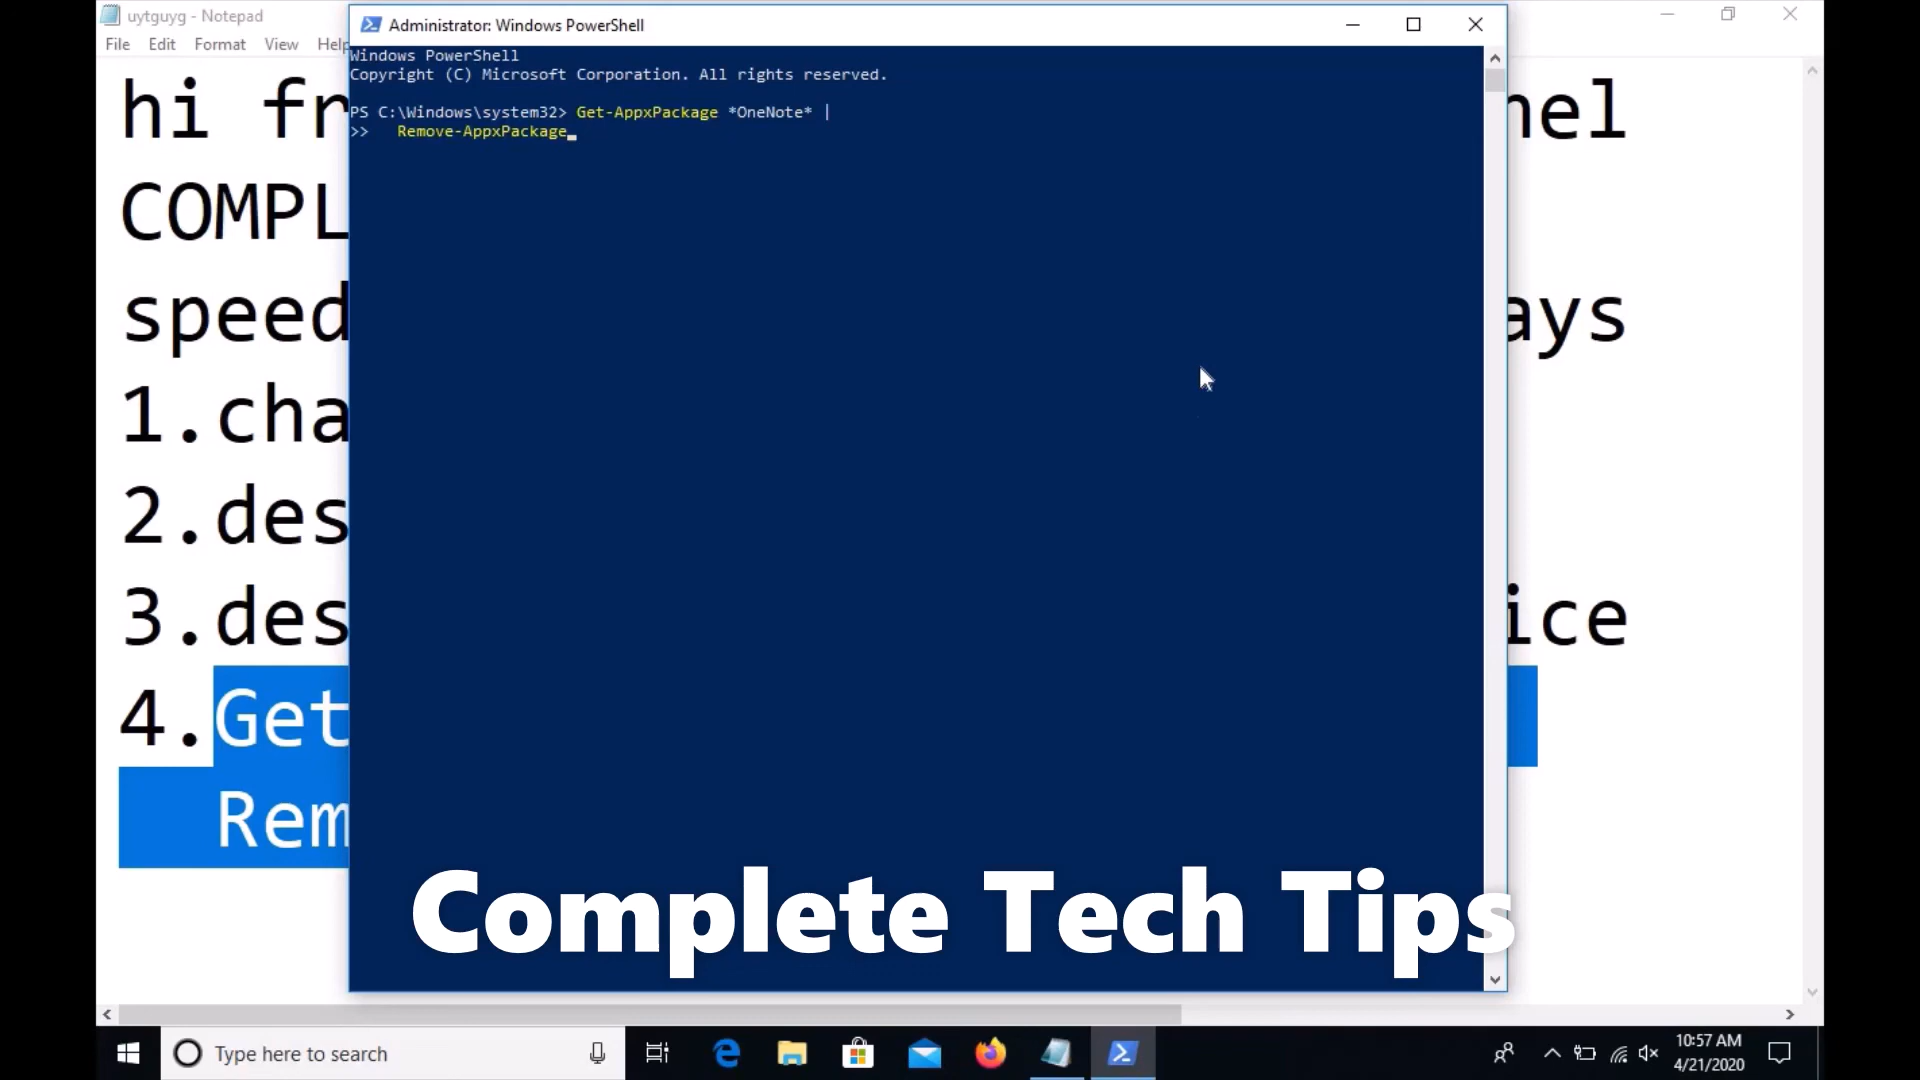 uytguyg - Notepad
File Edit Format View Help
Administrator: Windows PowerShell
Windows PowerShell
Copyright (C) Microsoft Corporation. All rights reserved.
PS C:\Windows\system32> Get-AppxPackage *OneNote* |
>> Remove-AppxPackage_
hi fr
nel
COMPL
speed
ays
1.cha
2.des
3.des
ice
4.Get
Rem
Complete Tech Tips
Type here to search
10:57 AM
4/21/2020